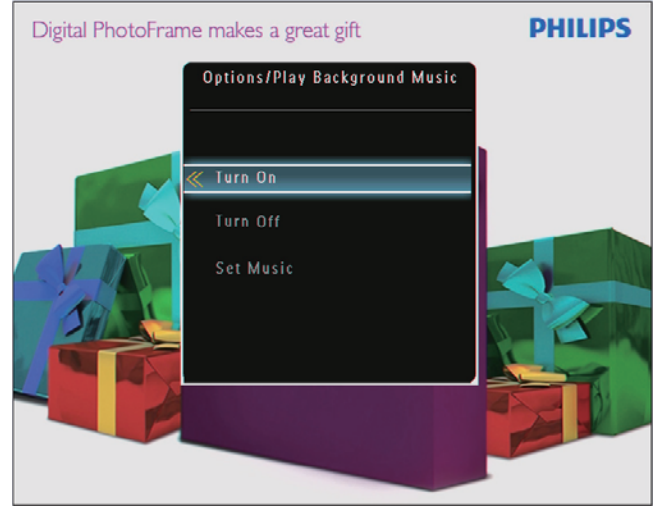 Digital PhotoFrame makes a great gift
PHILIPS
Options/Play Background Music
Turn On
Turn Off
Set Music